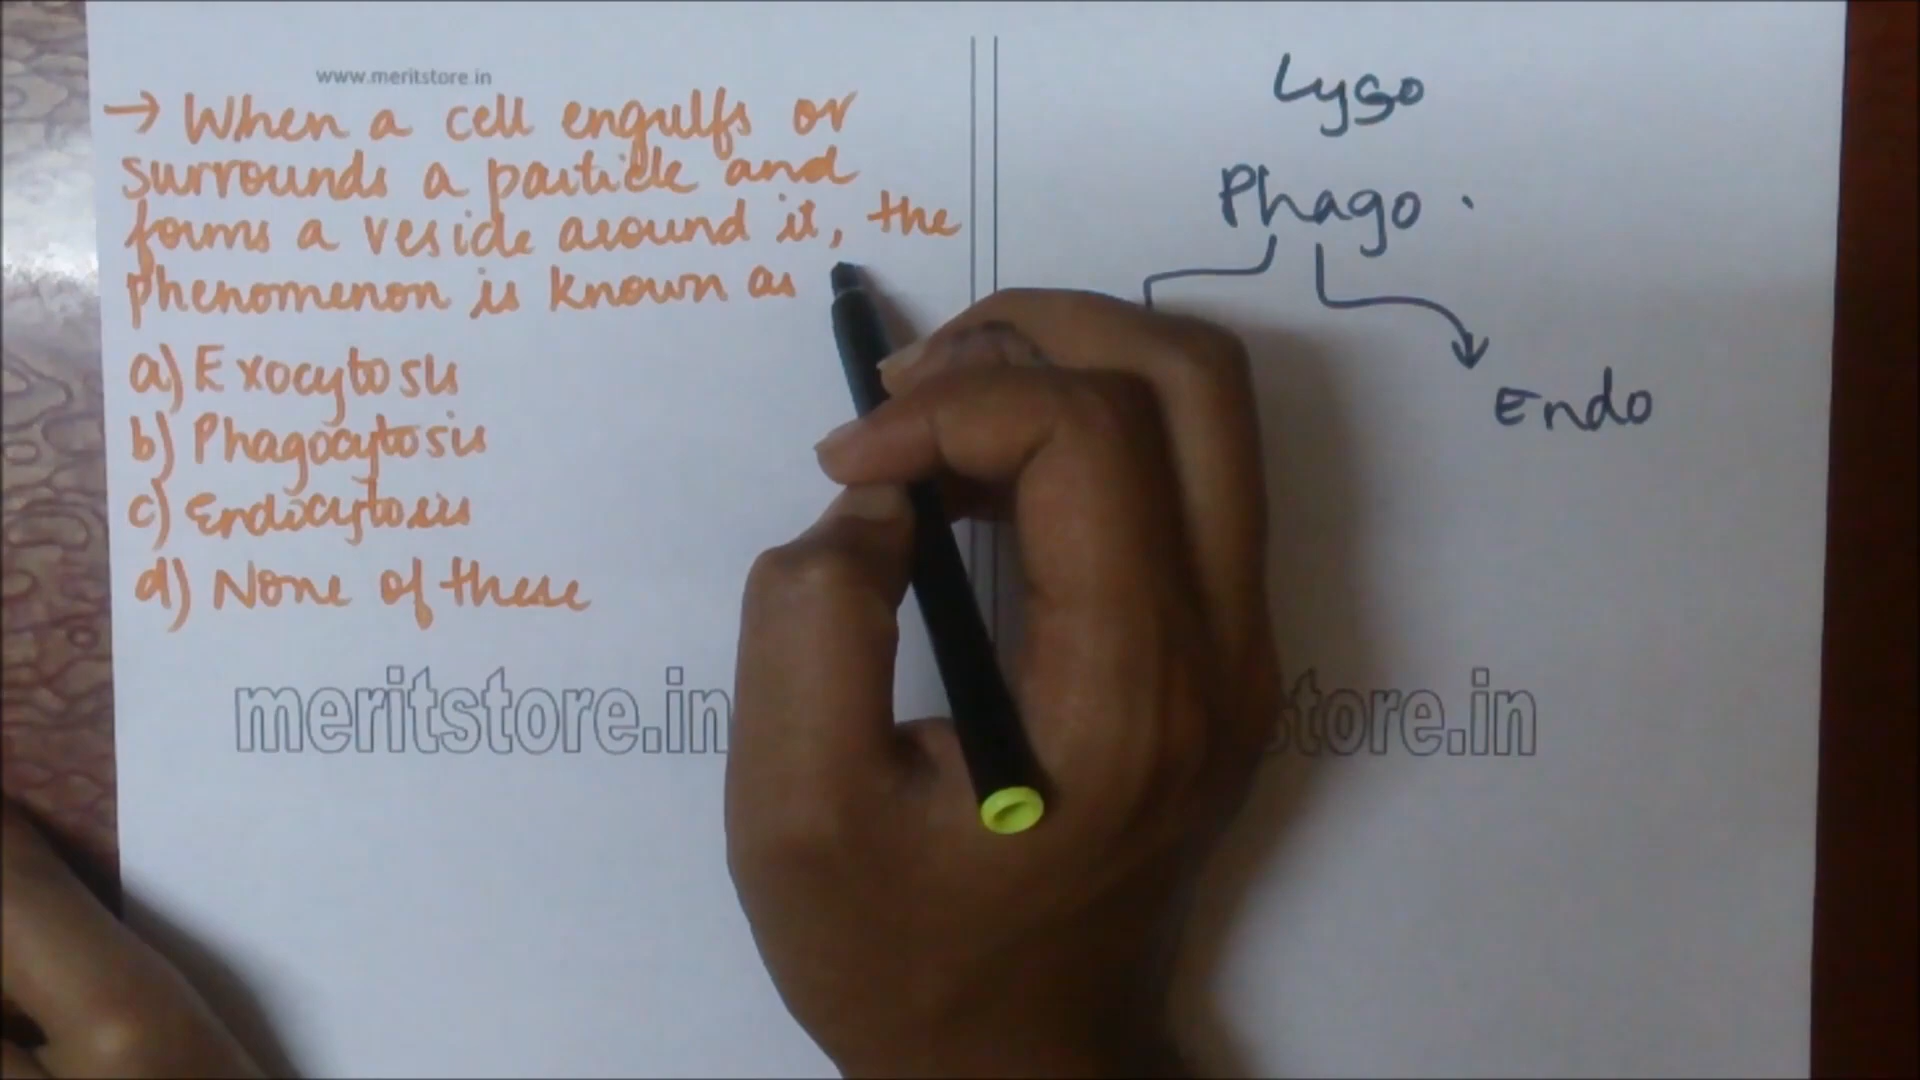 www.meritstore.in
→ When a cell engulfs or
surrounds a particle and
forms a vesicle around it, the
phenomenon is known as
a) Exocytosis
b) Phagocytosis
c) Endocytosis
d) None of these
meritstore.in
Lyso
Phago .
Endo
store.in